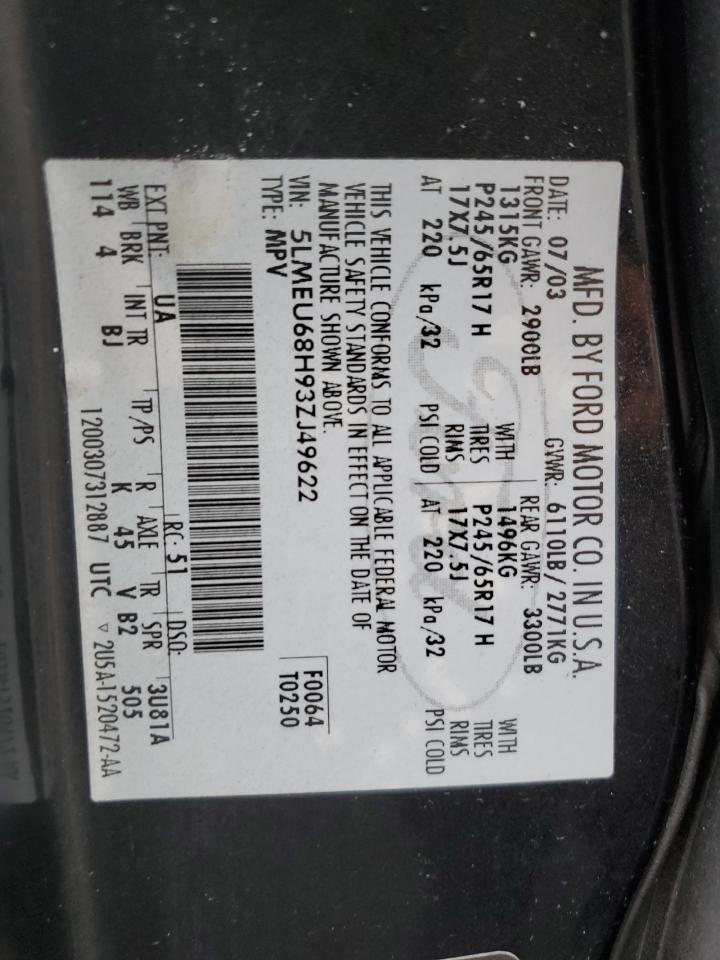 MFD. BY FORD MOTOR CO. IN U.S.A.
DATE: 07/03 GVWR: 6110LB/2771KG
FRONT GAWR: 2900LB REAR GAWR: 3300LB
1315KG WITH 1496KG WITH
P245/65R17 H TIRES P245/65R17 H TIRES
17X7.5J RIMS 17X7.5J RIMS
AT 220 kPa/32 PSI COLD AT 220 kPa/32 PSI COLD
THIS VEHICLE CONFORMS TO ALL APPLICABLE FEDERAL MOTOR
VEHICLE SAFETY STANDARDS IN EFFECT ON THE DATE OF
MANUFACTURE SHOWN ABOVE.
VIN: 5LMEU68H93ZJ49622 F0064
TYPE: MPV T0250
EXT PNT: UA RC: 51 DSO:
WB BRK INT TR TP/PS R AXLE TR SPR 3U81A
114 4 BJ K 45 V B2 505
1200307312887 UTC ▽ 2U5A-1520472-AA